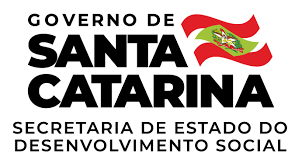 GOVERNO DE
SANTA
CATARINA
SECRETARIA DE ESTADO DO
DESENVOLVIMENTO SOCIAL